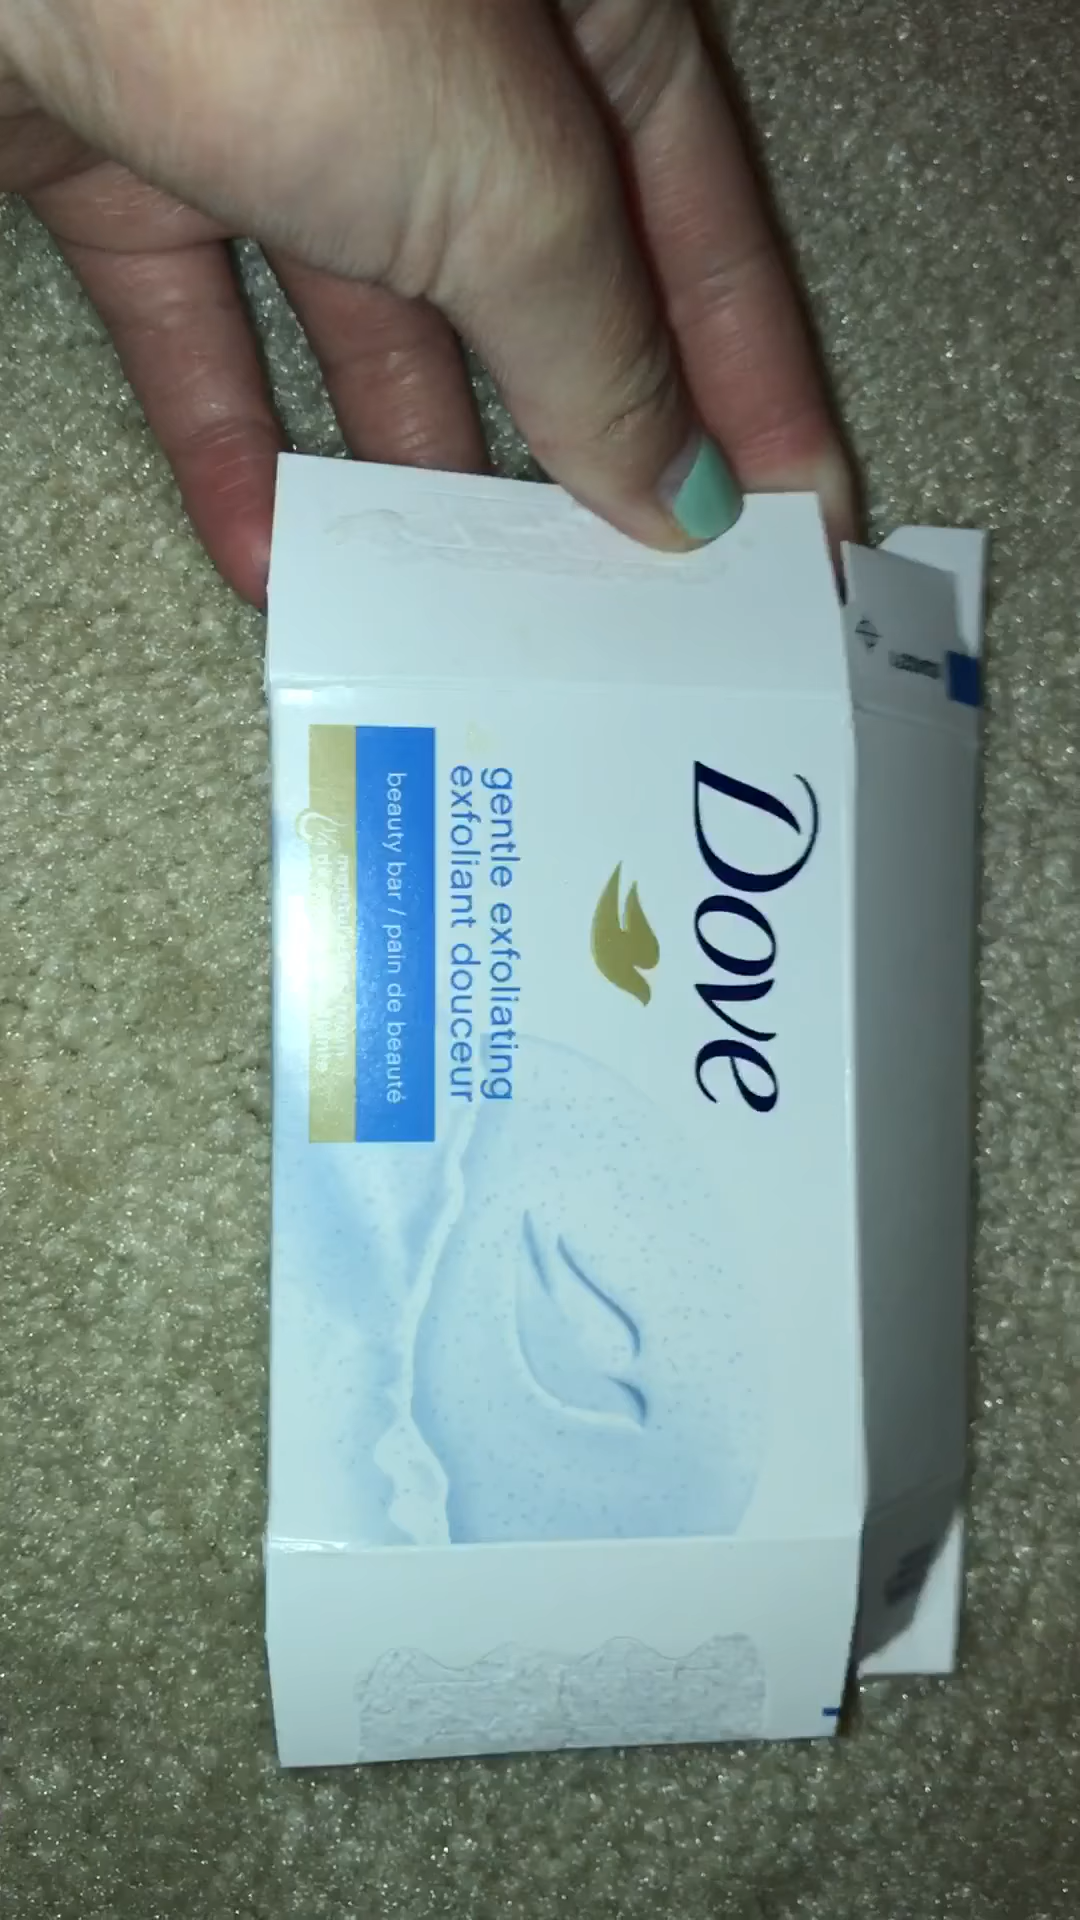 Dove
gentle exfoliating
exfoliant douceur
beauty bar / pain de beauté